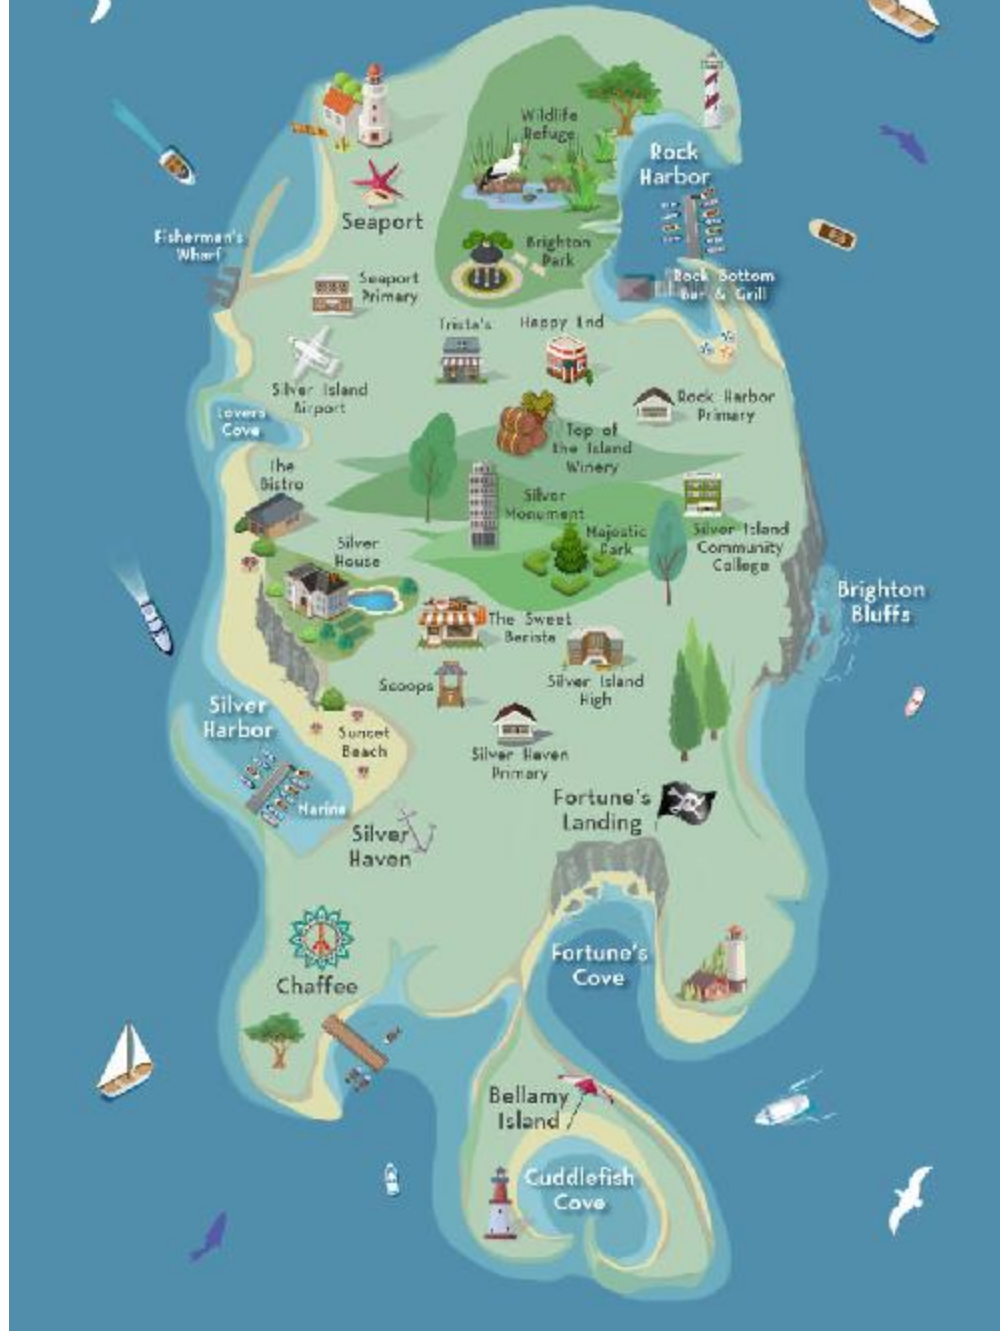 Wildlife
Refuge
Rock
Harbor
Seaport
Fisherman's
Wharf
Brighton
Park
Rock Bottom
Bar & Grill
Seaport
Primary
Trista's
Happy End
Silver Island
Airport
Rock Harbor
Primary
Lovers
Cove
Top of
the Island
Winery
The
Bistro
Silver
Monument
Majestic
Park
Silver Island
Community
College
Silver
House
Brighton
Bluffs
The Sweet
Barista
Scoops
Silver Island
High
Silver
Harbor
Sunset
Beach
Silver Haven
Primary
Marina
Fortune's
Landing
Silver
Haven
Fortune's
Cove
Chaffee
Bellamy
Island
Cuddlefish
Cove